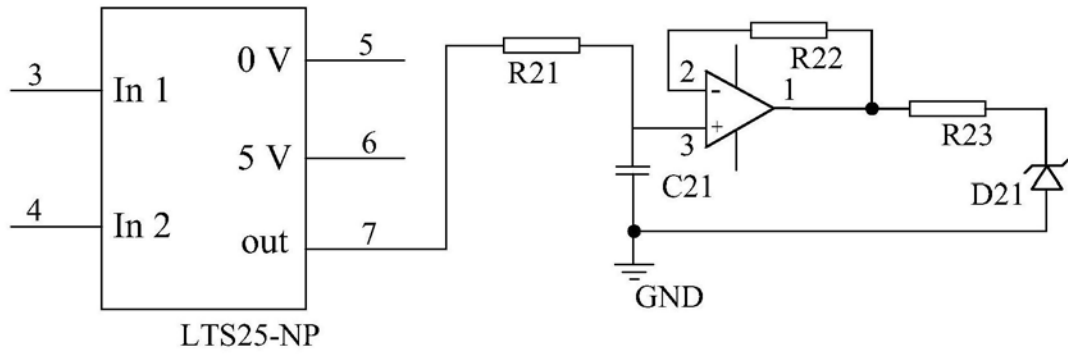 0 V
5
3
In 1
5 V
6
4
In 2
out
7
LTS25-NP
R21
C21
GND
2
-
3
+
1
R22
R23
D21